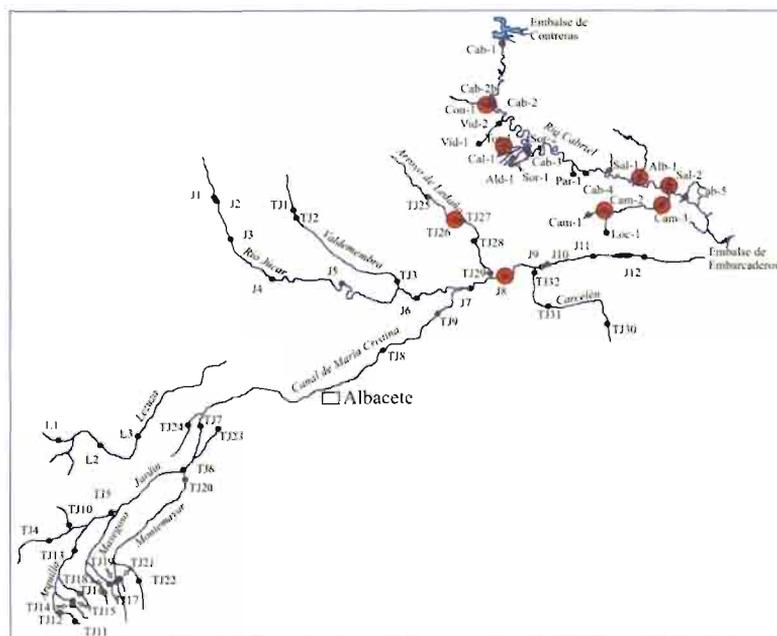 Embalse de
Contreras
Cab-1
Cab-2b
Con-1
Cab-2
Vid-2
Vid-1
Río Cabriel
Cal-1
Cab-3
Ald-1
Sor-1
Par-1
Sal-1
Alb-1
Sal-2
Cab-4
Cam-2
Cam-1
Loc-1
Embalse de
Embarcaderos
Arroyo de Ledaña
TJ25
TJ27
TJ26
TJ28
TJ29
J1
J2
J3
Río Júcar
J4
TJ1
TJ2
Valdemembra
J5
TJ3
J6
J7
J8
J9
J10
J11
J12
TJ32
TJ31
Carcelén
TJ30
TJ9
TJ8
Canal de María Cristina
Albacete
L1
L2
L3
Lezuza
TJ24
TJ7
TJ23
TJ6
TJ20
Jardín
TJ5
TJ10
TJ4
TJ13
Masegoso
Montemayor
Arquillo
TJ19
TJ21
TJ22
TJ18
TJ17
TJ14
TJ15
TJ12
TJ11